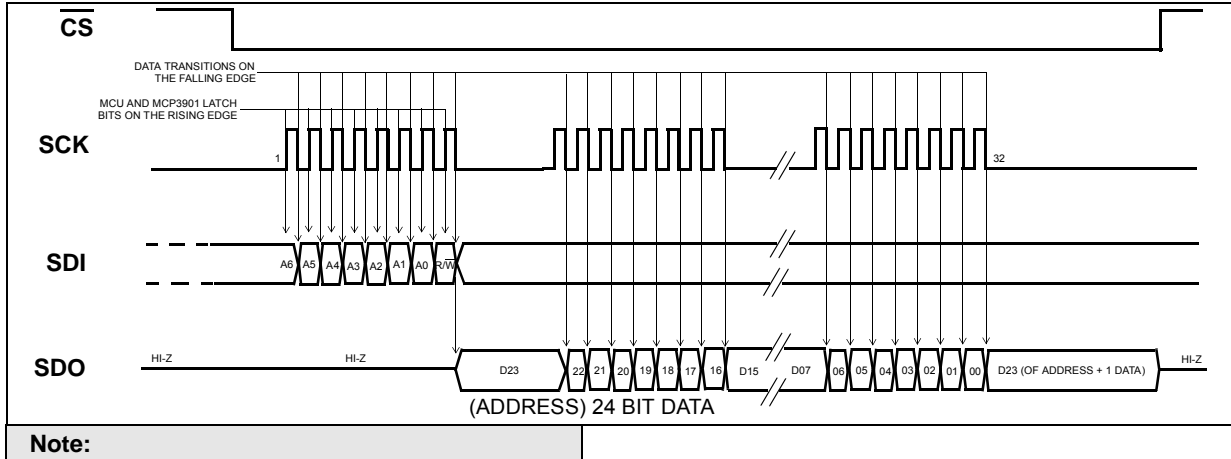 CS
DATA TRANSITIONS ON
THE FALLING EDGE
MCU AND MCP3901 LATCH
BITS ON THE RISING EDGE
SCK
1
32
SDI
A6 A5 A4 A3 A2 A1 A0 R/W
SDO
HI-Z
HI-Z
D23
22 21 20 19 18 17 16 D15
D07
06 05 04 03 02 01 00
D23 (OF ADDRESS + 1 DATA)
HI-Z
(ADDRESS) 24 BIT DATA
Note: